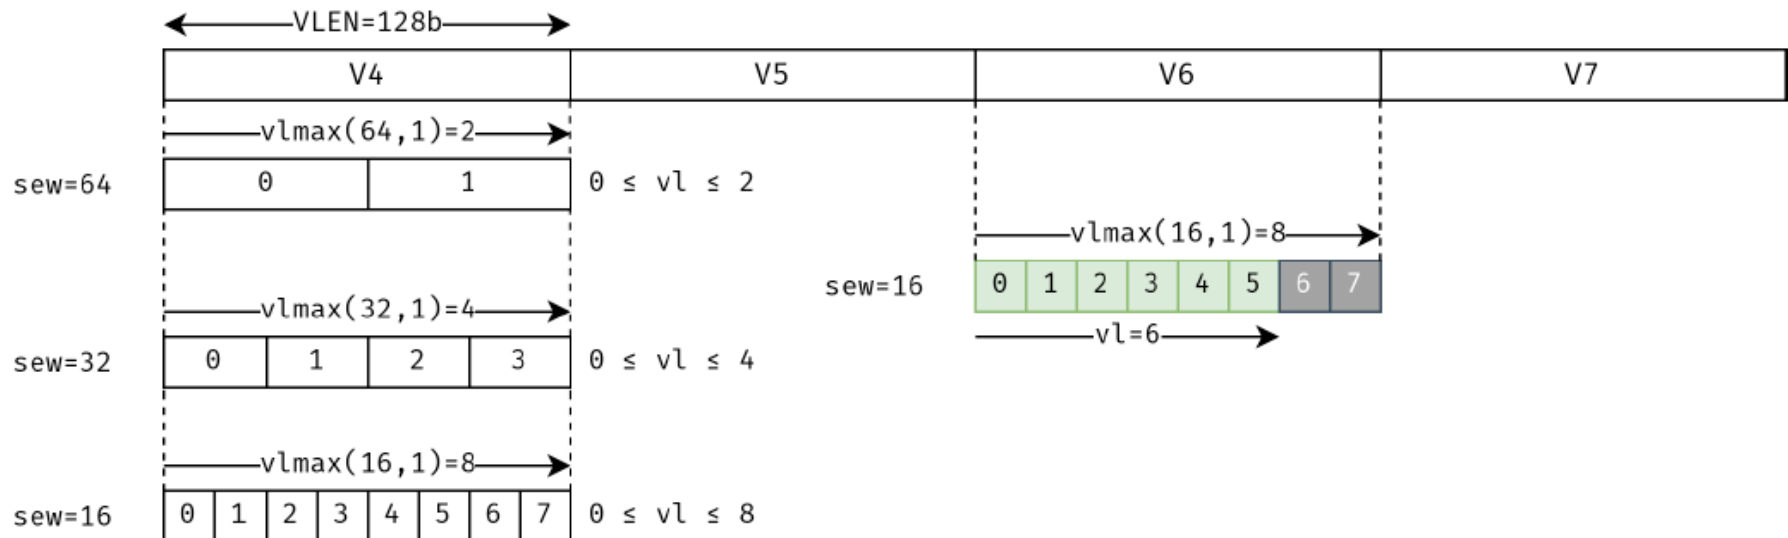 VLEN=128b
V4 V5 V6 V7
vlmax(64,1)=2
sew=64 0 1 0 ≤ vl ≤ 2
vlmax(16,1)=8
sew=16 0 1 2 3 4 5 6 7
vlmax(32,1)=4
vl=6
sew=32 0 1 2 3 0 ≤ vl ≤ 4
vlmax(16,1)=8
sew=16 0 1 2 3 4 5 6 7 0 ≤ vl ≤ 8